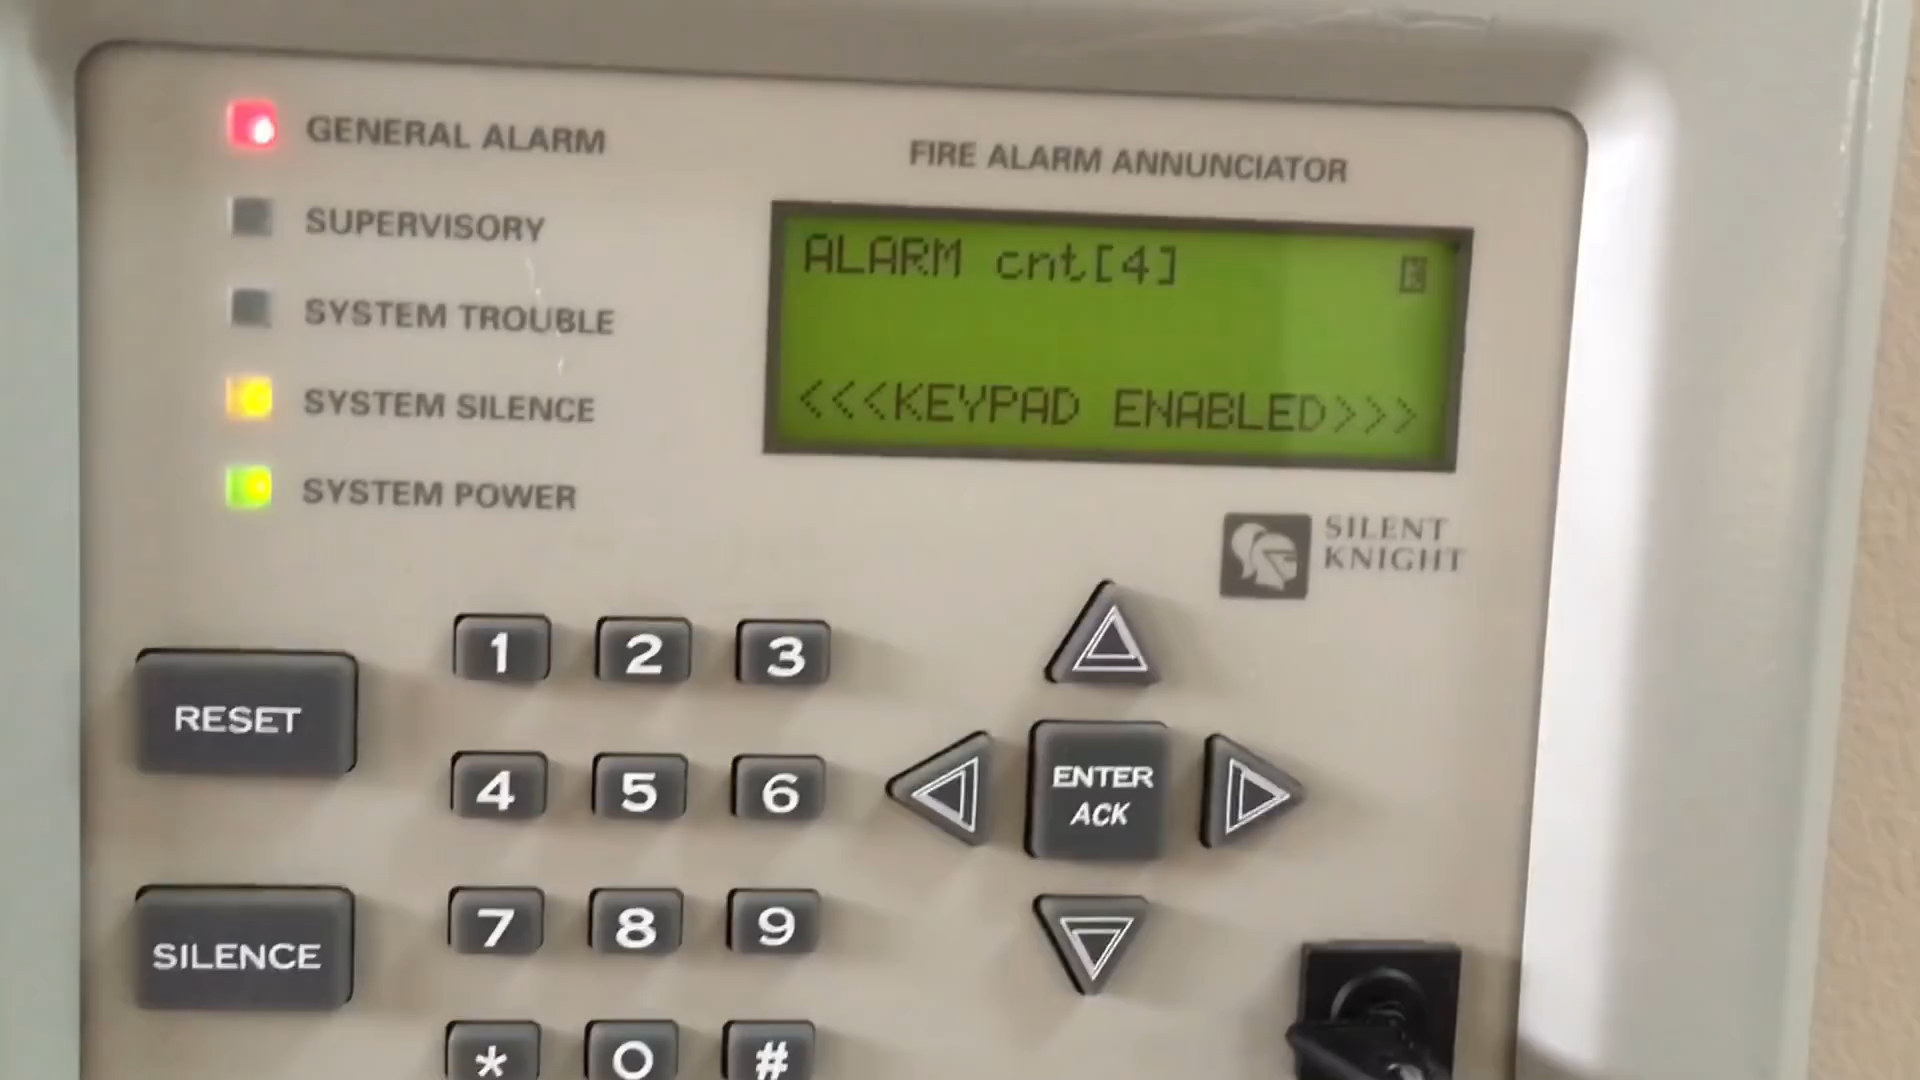 GENERAL ALARM
SUPERVISORY
SYSTEM TROUBLE
SYSTEM SILENCE
SYSTEM POWER
FIRE ALARM ANNUNCIATOR
ALARM cnt[4]
<<<KEYPAD ENABLED>>>
SILENT
KNIGHT
RESET
SILENCE
1 2 3
4 5 6
7 8 9
* 0 #
ENTER
ACK